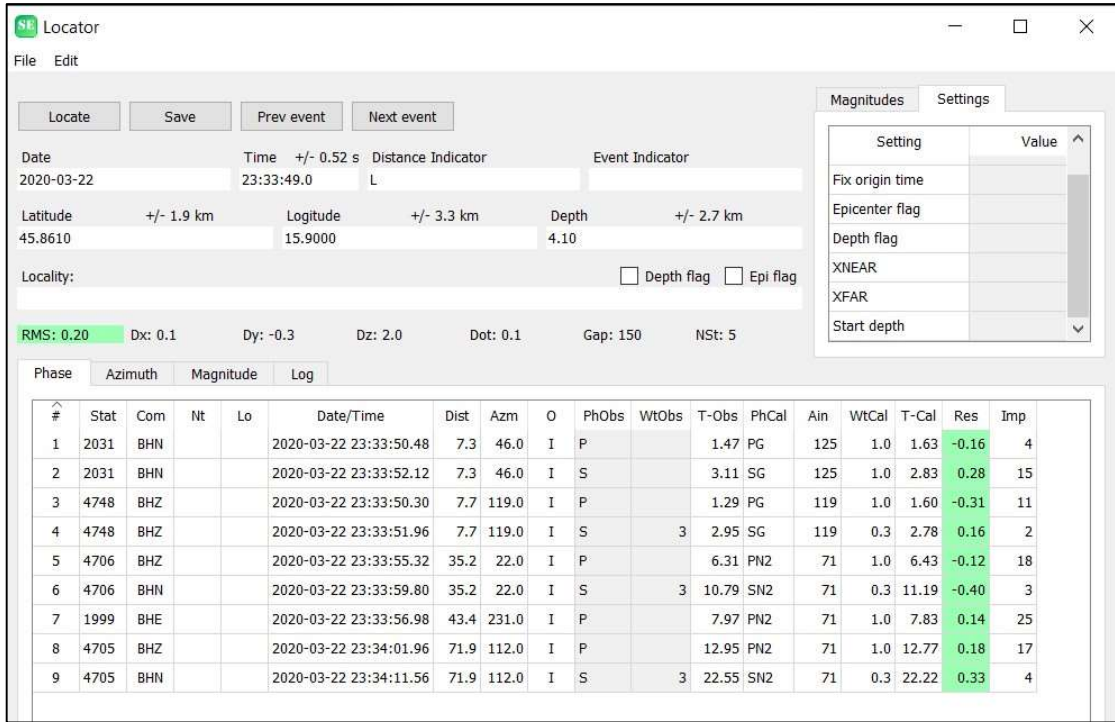 SE Locator
File Edit
Locate Save Prev event Next event
Magnitudes Settings
Setting Value
Fix origin time
Epicenter flag
Depth flag
XNEAR
XFAR
Start depth
Date Time +/- 0.52 s Distance Indicator Event Indicator
2020-03-22 23:33:49.0 L
Latitude +/- 1.9 km Logitude +/- 3.3 km Depth +/- 2.7 km
45.8610 15.9000 4.10
Locality: Depth flag Epi flag
RMS: 0.20 Dx: 0.1 Dy: -0.3 Dz: 2.0 Dot: 0.1 Gap: 150 NSt: 5
Phase Azimuth Magnitude Log
# Stat Com Nt Lo Date/Time Dist Azm O PhObs WtObs T-Obs PhCal Ain WtCal T-Cal Res Imp
1 2031 BHN 2020-03-22 23:33:50.48 7.3 46.0 I P 1.47 PG 125 1.0 1.63 -0.16 4
2 2031 BHN 2020-03-22 23:33:52.12 7.3 46.0 I S 3.11 SG 125 1.0 2.83 0.28 15
3 4748 BHZ 2020-03-22 23:33:50.30 7.7 119.0 I P 1.29 PG 119 1.0 1.60 -0.31 11
4 4748 BHZ 2020-03-22 23:33:51.96 7.7 119.0 I S 3 2.95 SG 119 0.3 2.78 0.16 2
5 4706 BHZ 2020-03-22 23:33:55.32 35.2 22.0 I P 6.31 PN2 71 1.0 6.43 -0.12 18
6 4706 BHN 2020-03-22 23:33:59.80 35.2 22.0 I S 3 10.79 SN2 71 0.3 11.19 -0.40 3
7 1999 BHE 2020-03-22 23:33:56.98 43.4 231.0 I P 7.97 PN2 71 1.0 7.83 0.14 25
8 4705 BHZ 2020-03-22 23:34:01.96 71.9 112.0 I P 12.95 PN2 71 1.0 12.77 0.18 17
9 4705 BHN 2020-03-22 23:34:11.56 71.9 112.0 I S 3 22.55 SN2 71 0.3 22.22 0.33 4